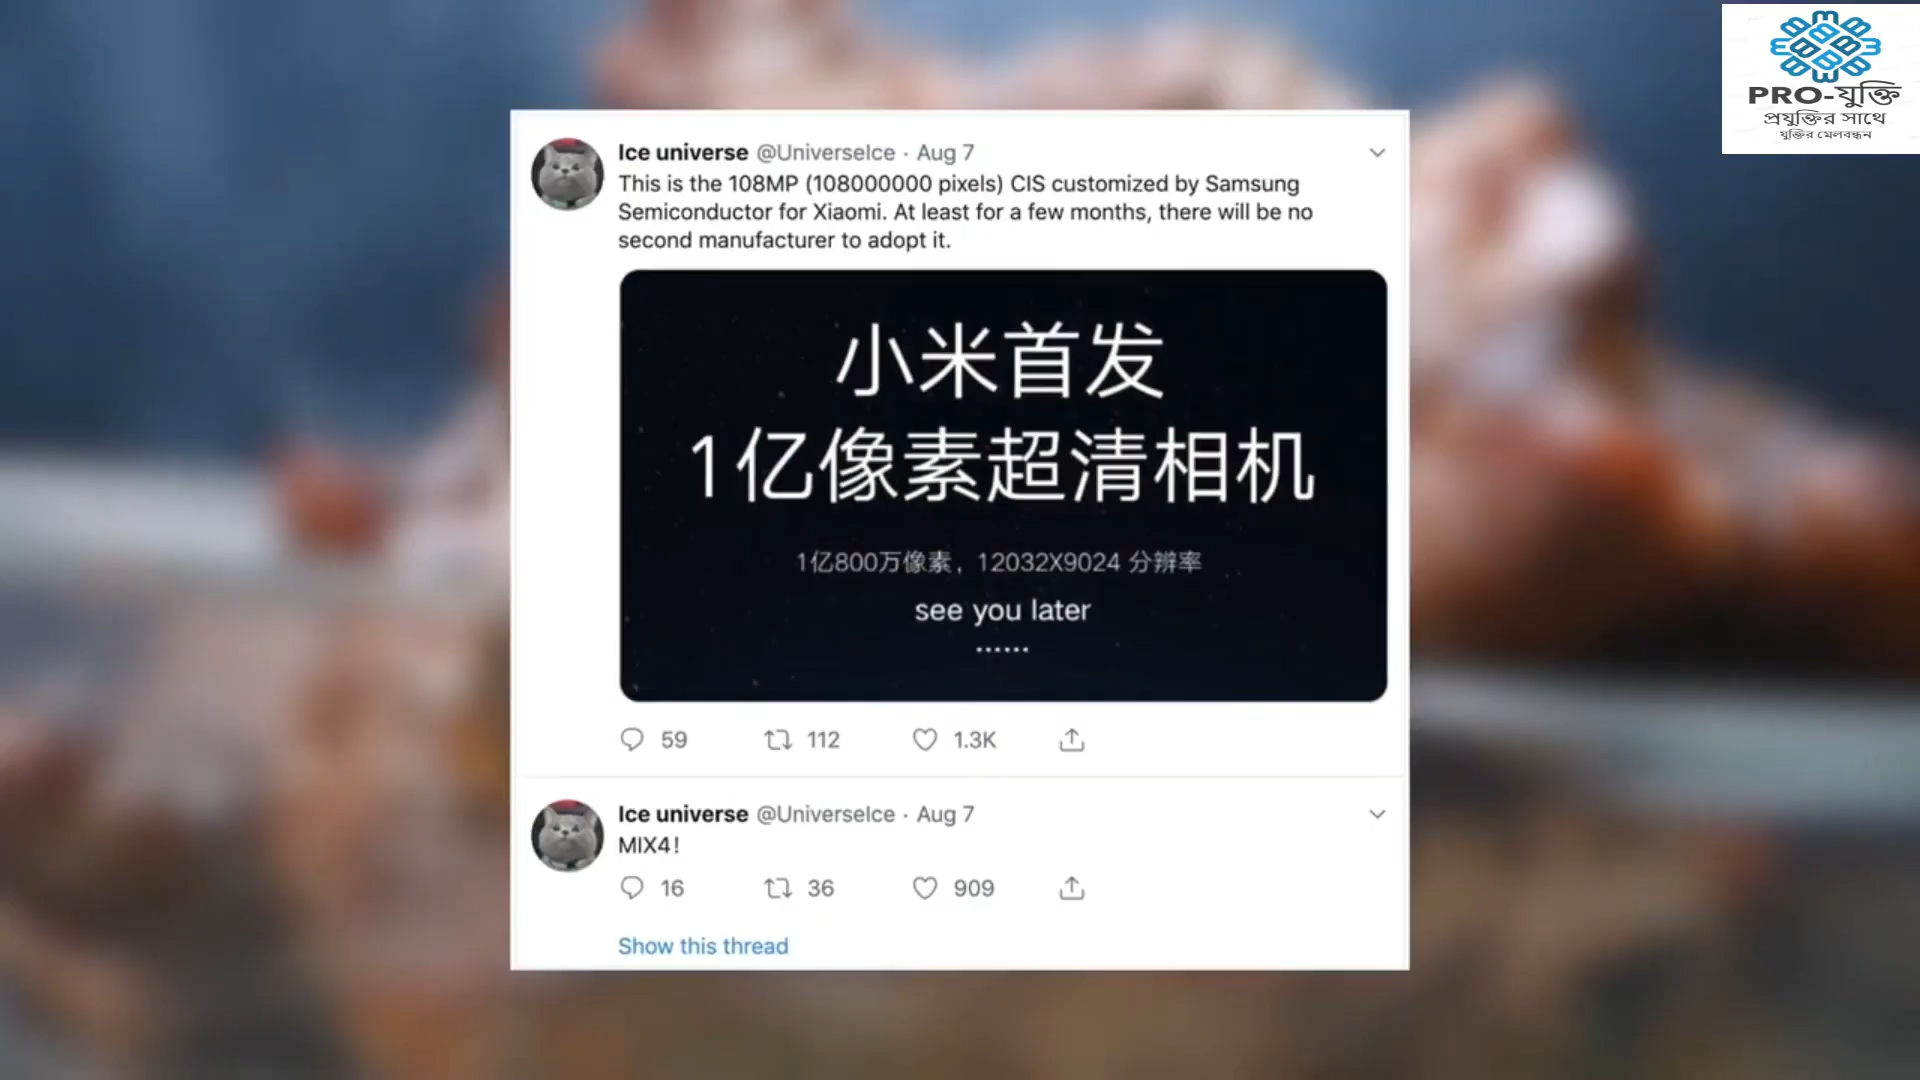 PRO-যুক্তি
প্রযুক্তির সাথে
যুক্তির মেলবন্ধন
Ice universe @UniverseIce · Aug 7
This is the 108MP (108000000 pixels) CIS customized by Samsung
Semiconductor for Xiaomi. At least for a few months, there will be no
second manufacturer to adopt it.
小米首发
1亿像素超清相机
1亿800万像素，12032X9024 分辨率
see you later
······
59 112 1.3K
Ice universe @UniverseIce · Aug 7
MIX4!
16 36 909
Show this thread